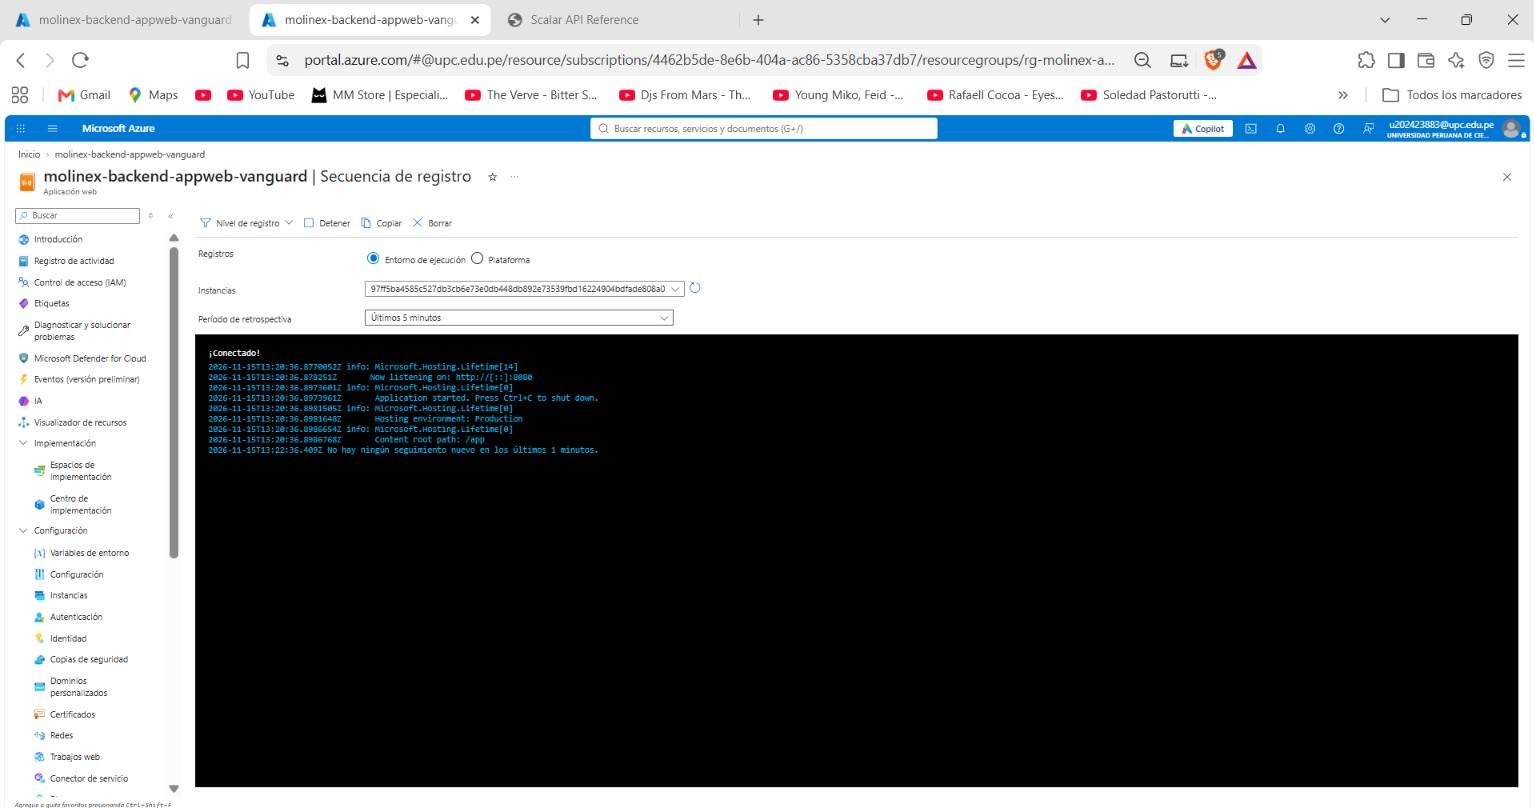 molinex-backend-appweb-vanguard
molinex-backend-appweb-vangu
Scalar API Reference
portal.azure.com/#@upc.edu.pe/resource/subscriptions/4462b5de-8e6b-404a-ac86-5358cba37db7/resourcegroups/rg-molinex-a...
5
Gmail
Maps
YouTube
MM Store | Especiali...
The Verve - Bitter S...
Djs From Mars - Th...
Young Miko, Feid -...
Rafaell Cocoa - Eyes...
Soledad Pastorutti -...
»
Todos los marcadores
Microsoft Azure
Buscar recursos, servicios y documentos (G+/)
Copilot
u202423883@upc.edu.pe
UNIVERSIDAD PERUANA DE CIE...
Inicio > molinex-backend-appweb-vanguard
molinex-backend-appweb-vanguard | Secuencia de registro
Aplicación web
Buscar
Nivel de registro
Detener
Copiar
Borrar
Introducción
Registro de actividad
Control de acceso (IAM)
Etiquetas
Diagnosticar y solucionar
problemas
Microsoft Defender for Cloud
Eventos (versión preliminar)
IA
Visualizador de recursos
Implementación
Espacios de
implementación
Centro de
implementación
Configuración
Variables de entorno
Configuración
Instancias
Autenticación
Identidad
Copias de seguridad
Dominios
personalizados
Certificados
Redes
Trabajos web
Conector de servicio
Agregue o quite favoritos presionando Ctrl+Shift+F
Registros
Entorno de ejecución
Plataforma
Instancias
97ff5ba4585c527db3cb6e73e0db448db892e73539fbd16224904bdfade808a0
Período de retrospectiva
Últimos 5 minutos
¡Conectado!
2026-11-15T13:20:36.8770052Z info: Microsoft.Hosting.Lifetime[14]
2026-11-15T13:20:36.878251Z Now listening on: http://[::]:8080
2026-11-15T13:20:36.8973601Z info: Microsoft.Hosting.Lifetime[0]
2026-11-15T13:20:36.8973961Z Application started. Press Ctrl+C to shut down.
2026-11-15T13:20:36.8981505Z info: Microsoft.Hosting.Lifetime[0]
2026-11-15T13:20:36.8981648Z Hosting environment: Production
2026-11-15T13:20:36.8986654Z info: Microsoft.Hosting.Lifetime[0]
2026-11-15T13:20:36.8986768Z Content root path: /app
2026-11-15T13:22:36.409Z No hay ningún seguimiento nuevo en los últimos 1 minutos.